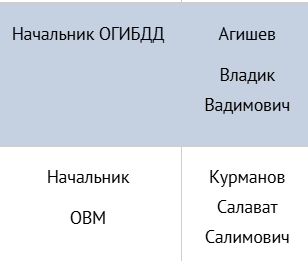 Начальник ОГИБДД
Агишев
Владик
Вадимович
Начальник
ОВМ
Курманов
Салават
Салимович